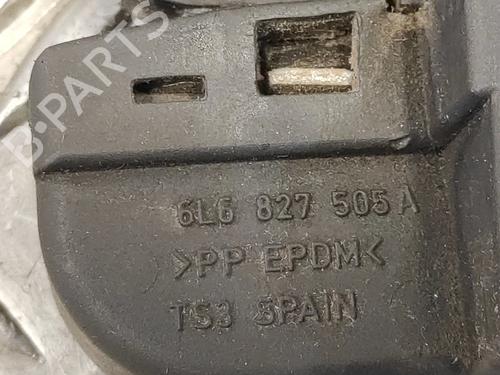 B-PARTS
6L6 827 505 A
>PP EPDM<
TS3 SPAIN